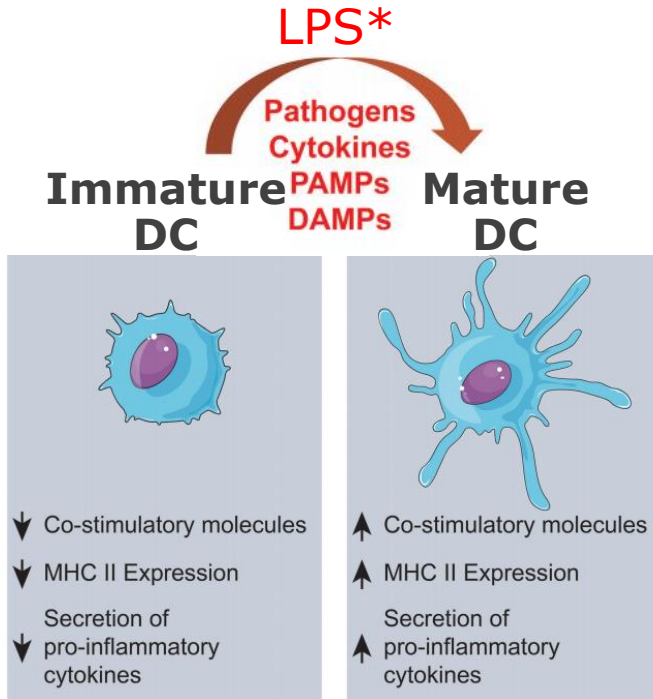 LPS*
Pathogens
Cytokines
PAMPs
DAMPs
Immature
DC
Mature
DC
Co-stimulatory molecules
MHC II Expression
Secretion of
pro-inflammatory
cytokines
Co-stimulatory molecules
MHC II Expression
Secretion of
pro-inflammatory
cytokines